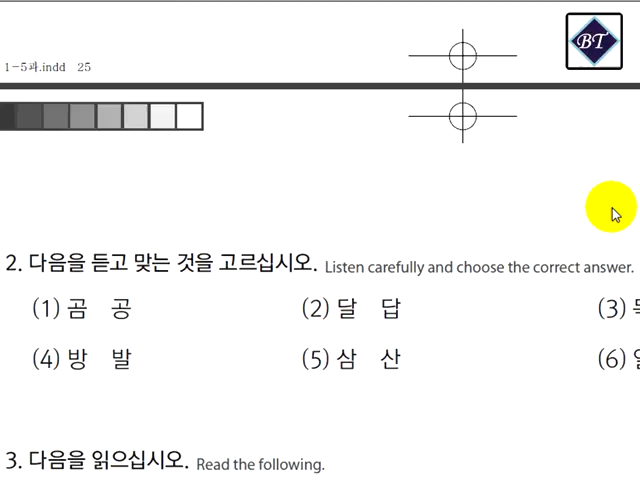 BT
1-5과.indd 25
2. 다음을 듣고 맞는 것을 고르십시오. Listen carefully and choose the correct answer.
(1) 곰 공 (2) 달 답 (3)
(4) 방 발 (5) 삼 산 (6)
3. 다음을 읽으십시오. Read the following.